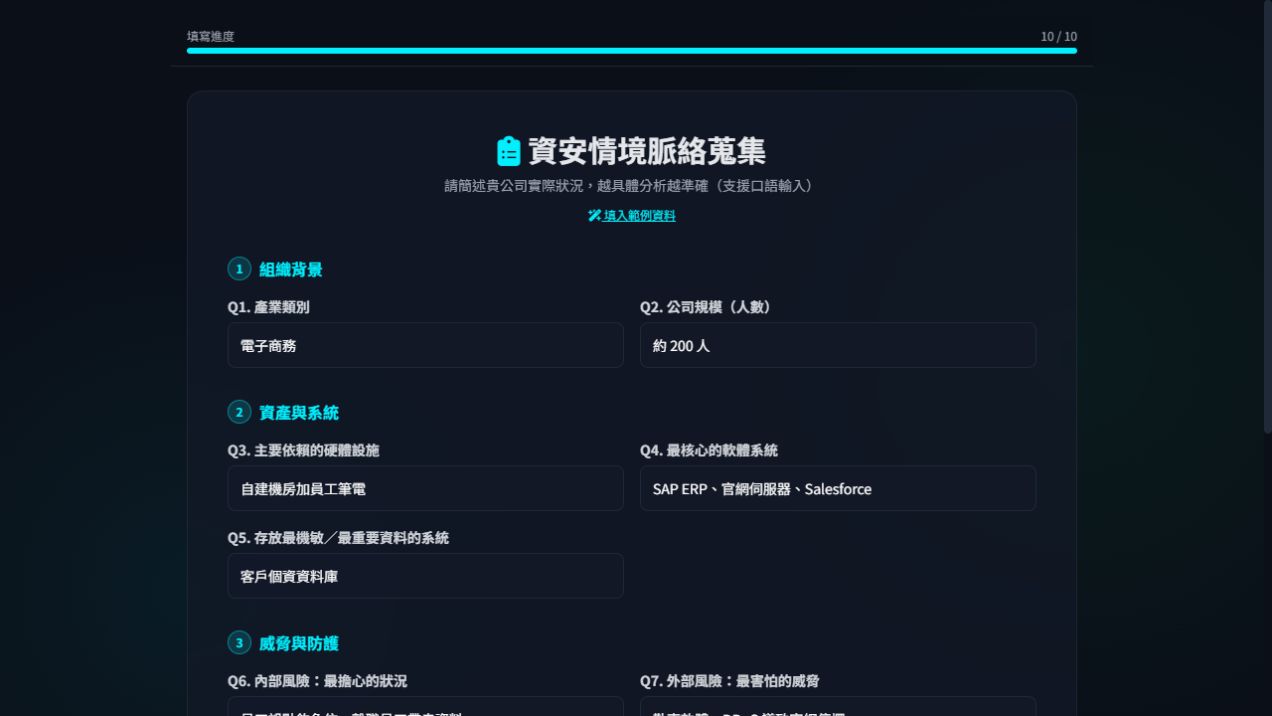 填寫進度
10 / 10
資安情境脈絡蒐集
請簡述貴公司實際狀況，越具體分析越準確（支援口語輸入）
填入範例資料
1 組織背景
Q1. 產業類別
電子商務
Q2. 公司規模（人數）
約 200 人
2 資產與系統
Q3. 主要依賴的硬體設施
自建機房加員工筆電
Q4. 最核心的軟體系統
SAP ERP、官網伺服器、Salesforce
Q5. 存放最機敏／最重要資料的系統
客戶個資資料庫
3 威脅與防護
Q6. 內部風險：最擔心的狀況
Q7. 外部風險：最害怕的威脅